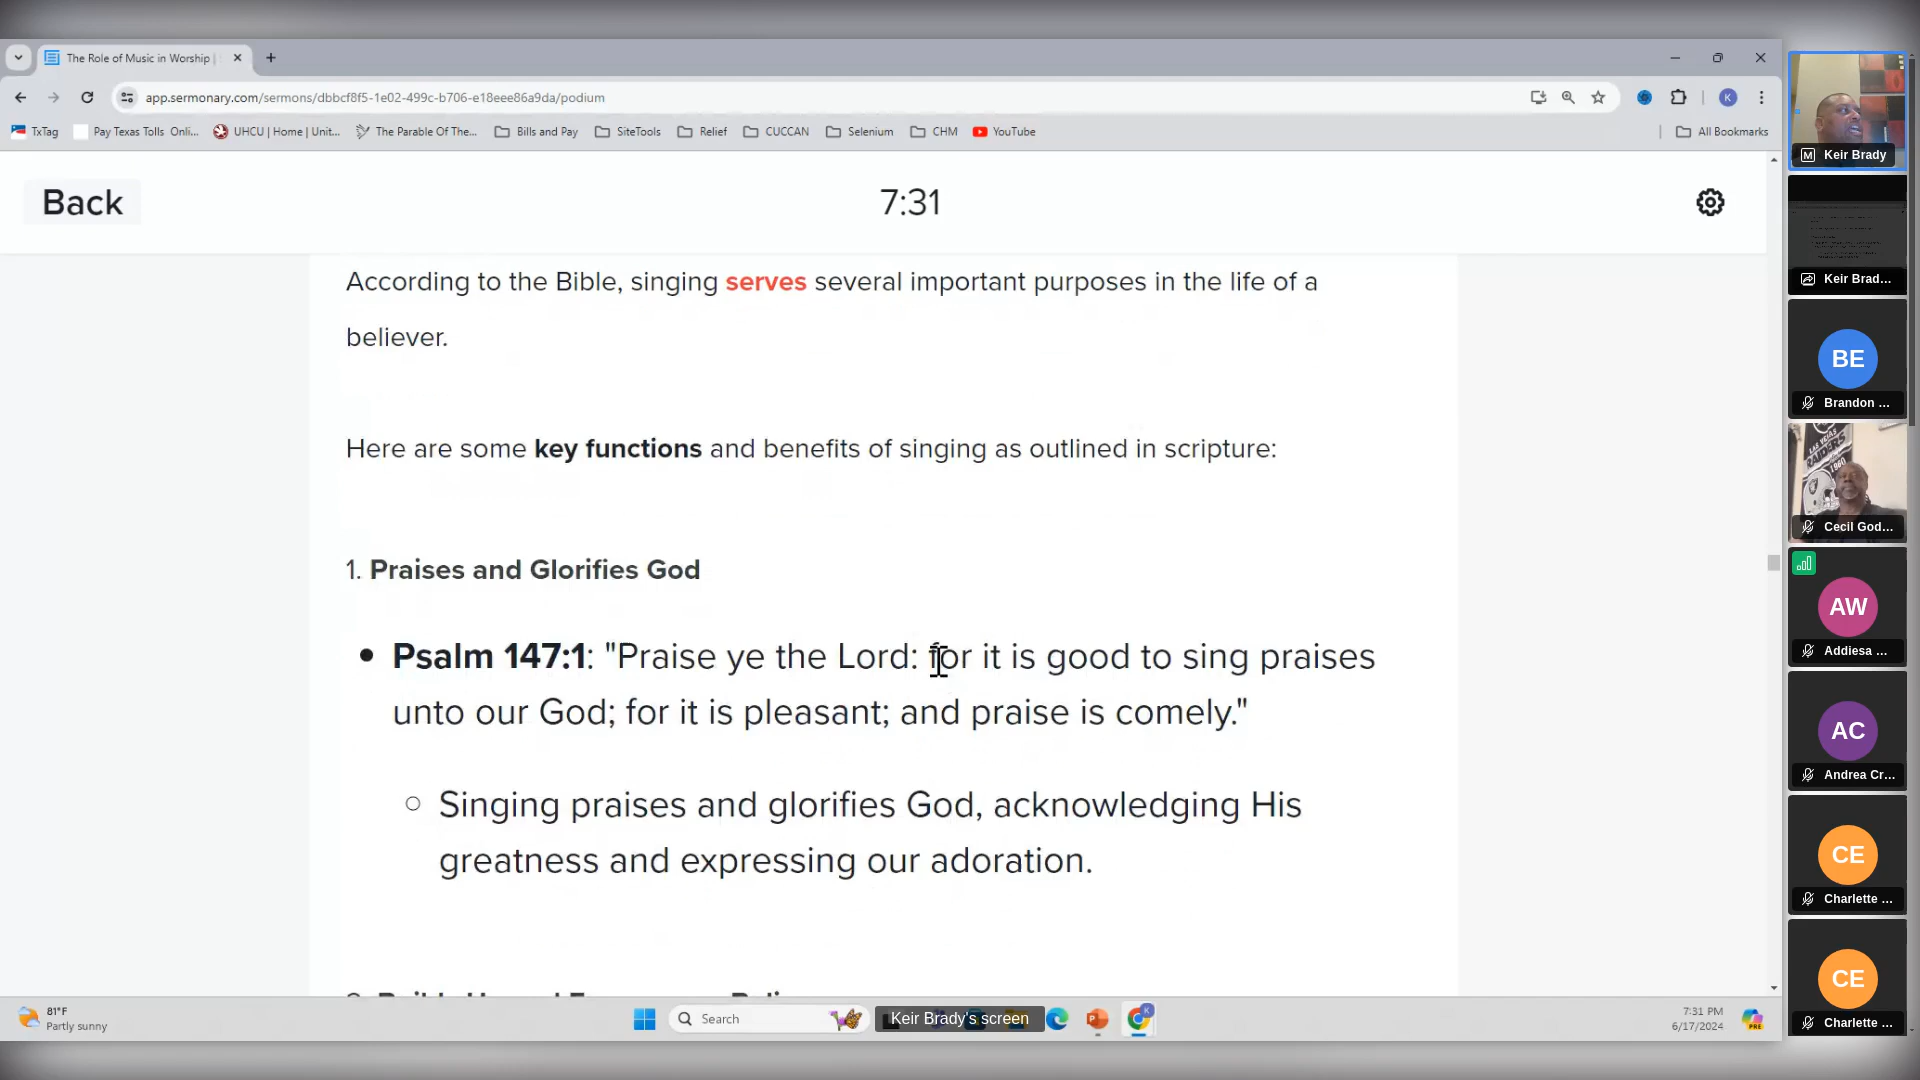 The Role of Music in Worship |
app.sermonary.com/sermons/dbbcf8f5-1e02-499c-b706-e18eee86a9da/podium
K
TxTag
Pay Texas Tolls Onli...
UHCU | Home | Unit...
The Parable Of The...
Bills and Pay
SiteTools
Relief
CUCCAN
Selenium
CHM
YouTube
All Bookmarks
Back
7:31
According to the Bible, singing serves several important purposes in the life of a
believer.
Here are some key functions and benefits of singing as outlined in scripture:
1. Praises and Glorifies God
Psalm 147:1: "Praise ye the Lord: for it is good to sing praises
unto our God; for it is pleasant; and praise is comely."
Singing praises and glorifies God, acknowledging His
greatness and expressing our adoration.
81°F
Partly sunny
Search
Keir Brady's screen
7:31 PM
6/17/2024
PRE
M
Keir Brady
Keir Brad...
BE
Brandon ...
LAS VEGAS
RAIDERS
1960
Cecil God...
AW
Addiesa ...
AC
Andrea Cr...
CE
Charlette ...
CE
Charlette ...